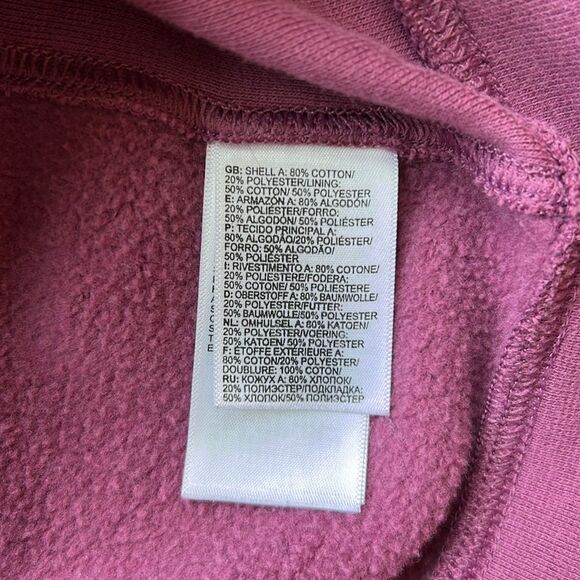 GB: SHELL A: 80% COTTON/
20% POLYESTER/LINING:
50% COTTON/ 50% POLYESTER
E: ARMAZÓN A: 80% ALGODÓN/
20% POLIÉSTER/FORRO:
50% ALGODÓN/ 50% POLIÉSTER
P: TECIDO PRINCIPAL A:
80% ALGODÃO/20% POLIÉSTER/
FORRO: 50% ALGODÃO/
50% POLIÉSTER
I: RIVESTIMENTO A: 80% COTONE/
20% POLIESTERE/FODERA:
50% COTONE/ 50% POLIESTERE
D: OBERSTOFF A: 80% BAUMWOLLE/
20% POLYESTER/FUTTER:
50% BAUMWOLLE/50% POLYESTER
NL: OMHULSEL A: 80% KATOEN/
20% POLYESTER/VOERING:
50% KATOEN/ 50% POLYESTER
F: ÉTOFFE EXTÉRIEURE A:
80% COTON/20% POLYESTER/
DOUBLURE: 100% COTON/
RU: КОЖУХ A: 80% ХЛОПОК/
20% ПОЛИЭСТЕР/ПОДКЛАДКА:
50% ХЛОПОК/50% ПОЛИЭСТЕР